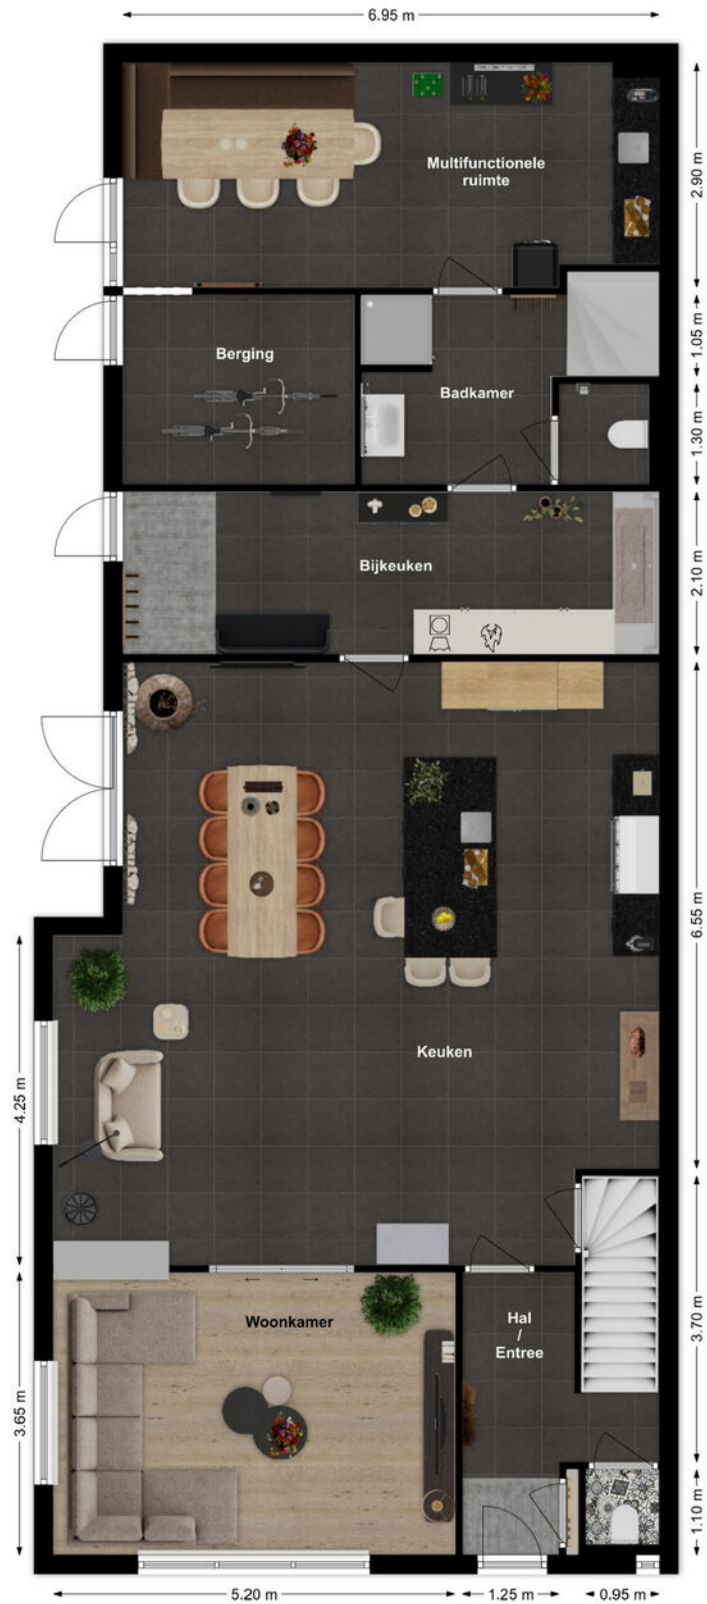 6.95 m
Multifunctionele
ruimte
2.90 m
Berging
1.05 m
Badkamer
1.30 m
Bijkeuken
2.10 m
6.55 m
Keuken
4.25 m
Woonkamer
Hal
/
Entree
3.70 m
3.65 m
1.10 m
5.20 m
1.25 m
0.95 m